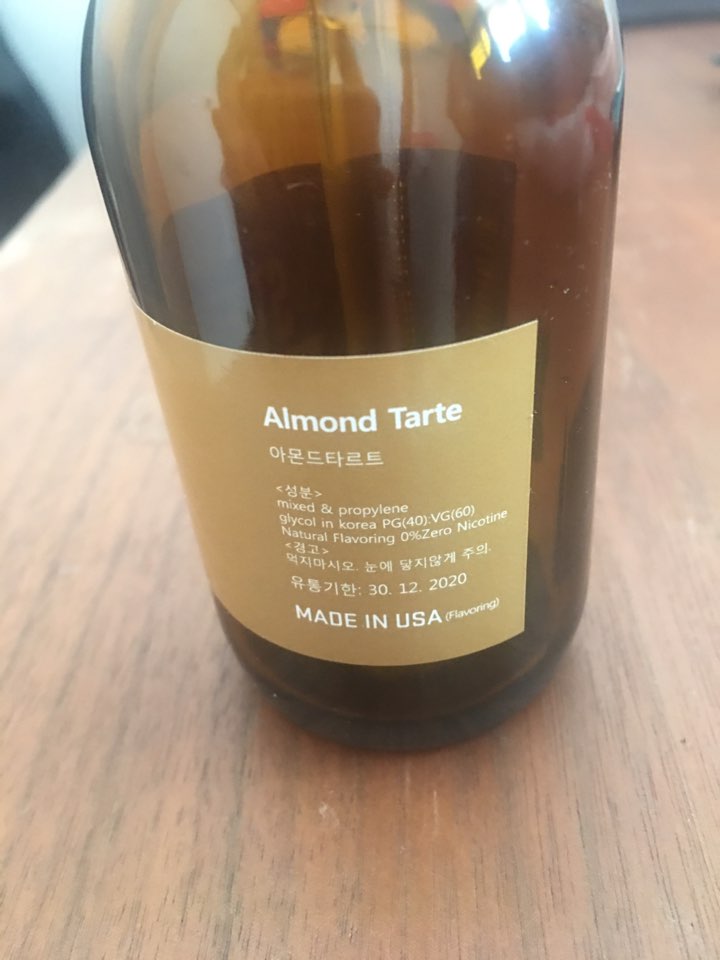 Almond Tarte
아몬드타르트
<성분>
mixed & propylene
glycol in korea PG(40):VG(60)
Natural Flavoring 0%Zero Nicotine
<경고>
먹지마시오. 눈에 닿지않게 주의.
유통기한: 30. 12. 2020
MADE IN USA (Flavoring)